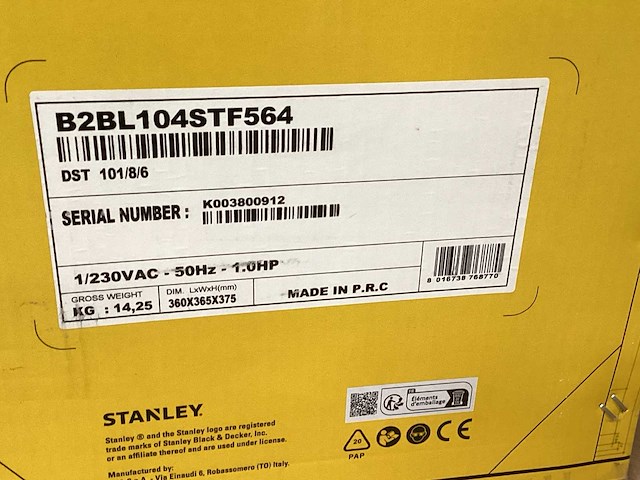 B2BL104STF564
DST 101/8/6
SERIAL NUMBER : K003800912
1/230VAC - 50Hz - 1.0HP
GROSS WEIGHT
KG : 14,25
DIM. LxWxH(mm)
360X365X375
MADE IN P.R.C
8 016738 768770
FR
Éléments
d'emballage
STANLEY.
Stanley ® and the Stanley logo are registered
trade marks of Stanley Black & Decker, Inc.
or an affiliate thereof and are used under license.
20
PAP
CE
Manufactured by:
S.p.A. - Via Einaudi 6, Robassomero (TO) Italy.